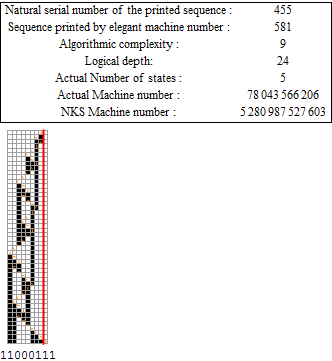 Natural serial number of the printed sequence : 455
Sequence printed by elegant machine number : 581
Algorithmic complexity : 9
Logical depth: 24
Actual Number of states : 5
Actual Machine number : 78 043 566 206
NKS Machine number : 5 280 987 527 603
11000111